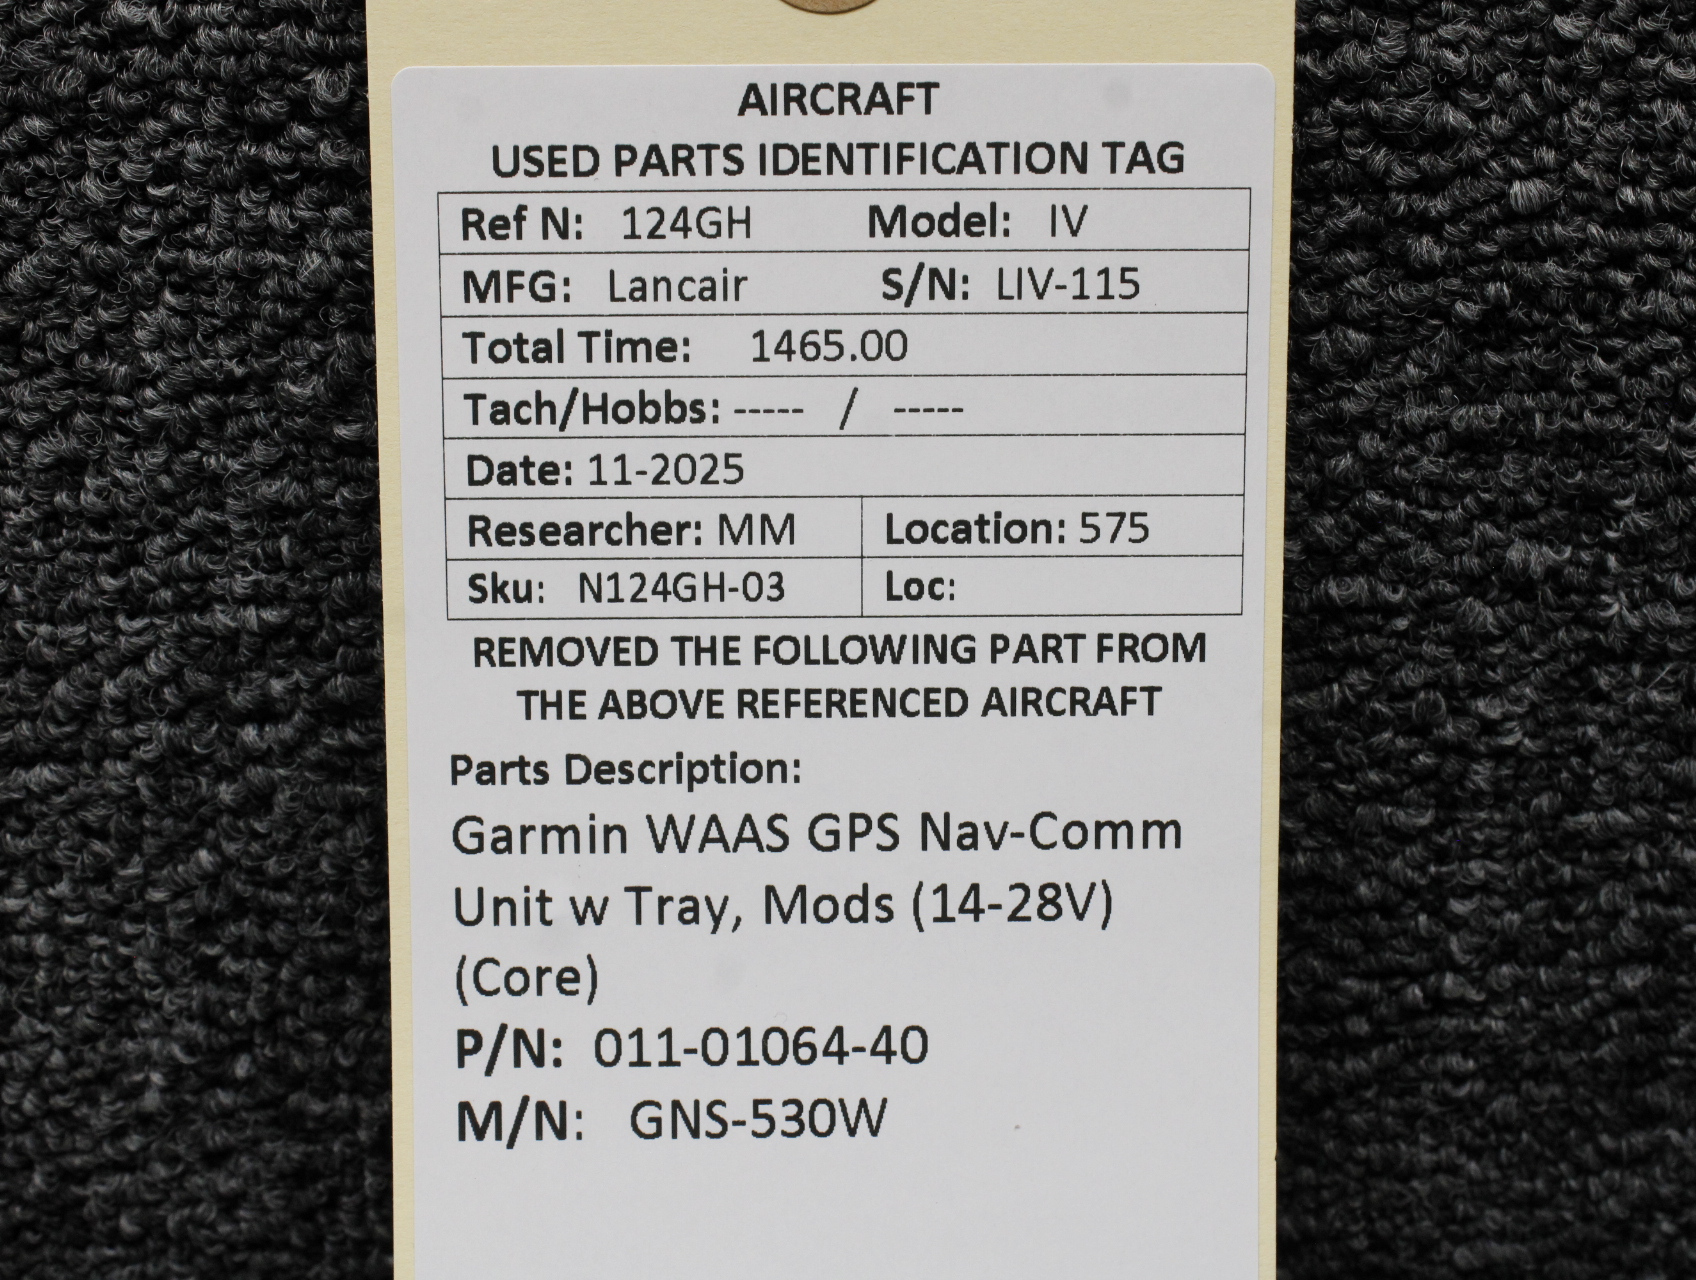 AIRCRAFT
USED PARTS IDENTIFICATION TAG
Ref N: 124GH Model: IV
MFG: Lancair S/N: LIV-115
Total Time: 1465.00
Tach/Hobbs: ----- / -----
Date: 11-2025
Researcher: MM Location: 575
Sku: N124GH-03 Loc:
REMOVED THE FOLLOWING PART FROM
THE ABOVE REFERENCED AIRCRAFT
Parts Description:
Garmin WAAS GPS Nav-Comm
Unit w Tray, Mods (14-28V)
(Core)
P/N: 011-01064-40
M/N: GNS-530W